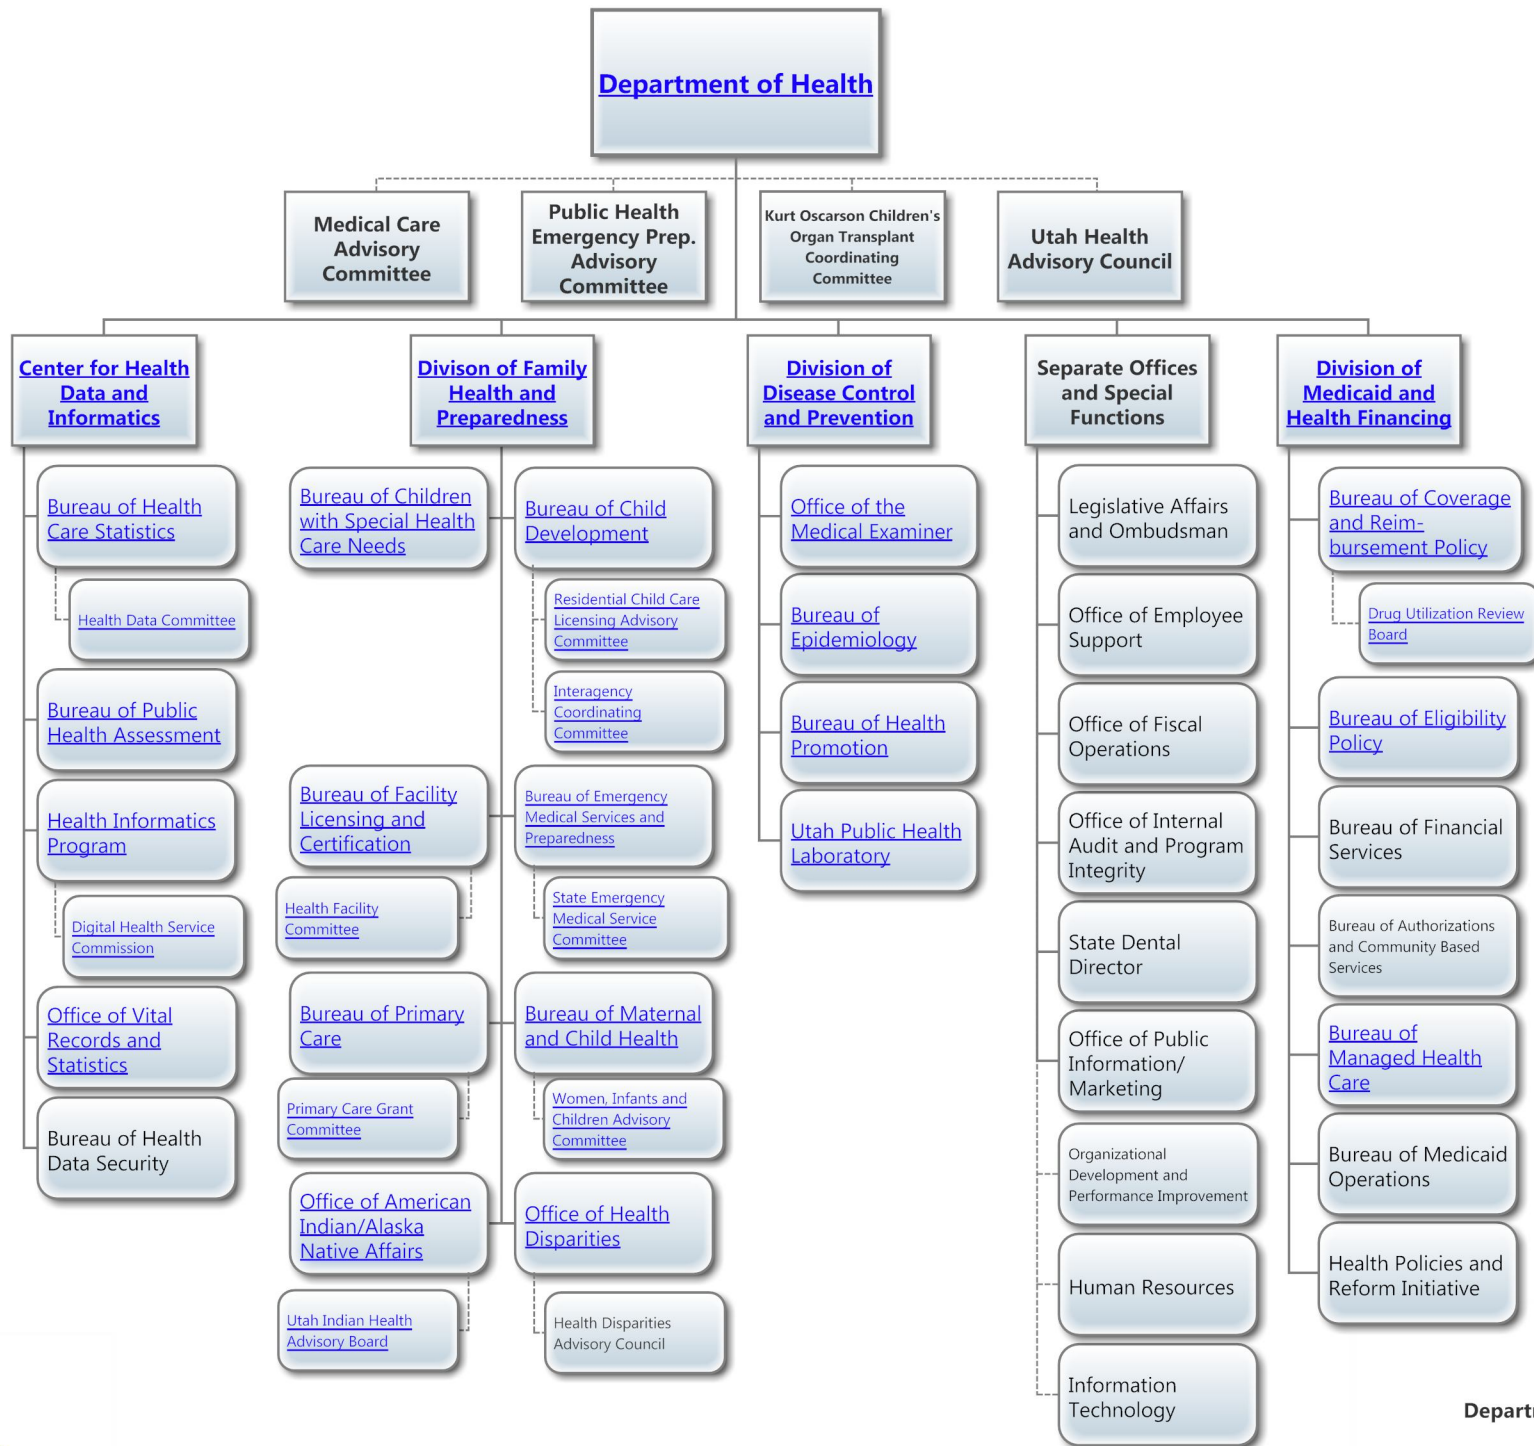 Department of Health
Medical Care
Advisory
Committee
Public Health
Emergency Prep.
Advisory
Committee
Kurt Oscarson Children's
Organ Transplant
Coordinating
Committee
Utah Health
Advisory Council
Center for Health
Data and
Informatics
Bureau of Health
Care Statistics
Health Data Committee
Bureau of Public
Health Assessment
Health Informatics
Program
Digital Health Service
Commission
Office of Vital
Records and
Statistics
Bureau of Health
Data Security
Divison of Family
Health and
Preparedness
Bureau of Children
with Special Health
Care Needs
Bureau of Child
Development
Residential Child Care
Licensing Advisory
Committee
Interagency
Coordinating
Committee
Bureau of Facility
Licensing and
Certification
Health Facility
Committee
Bureau of Emergency
Medical Services and
Preparedness
State Emergency
Medical Service
Committee
Bureau of Primary
Care
Primary Care Grant
Committee
Bureau of Maternal
and Child Health
Women, Infants and
Children Advisory
Committee
Office of American
Indian/Alaska
Native Affairs
Utah Indian Health
Advisory Board
Office of Health
Disparities
Health Disparities
Advisory Council
Division of
Disease Control
and Prevention
Office of the
Medical Examiner
Bureau of
Epidemiology
Bureau of Health
Promotion
Utah Public Health
Laboratory
Separate Offices
and Special
Functions
Legislative Affairs
and Ombudsman
Office of Employee
Support
Office of Fiscal
Operations
Office of Internal
Audit and Program
Integrity
State Dental
Director
Office of Public
Information/
Marketing
Organizational
Development and
Performance Improvement
Human Resources
Information
Technology
Division of
Medicaid and
Health Financing
Bureau of Coverage
and Reim-
bursement Policy
Drug Utilization Review
Board
Bureau of Eligibility
Policy
Bureau of Financial
Services
Bureau of Authorizations
and Community Based
Services
Bureau of
Managed Health
Care
Bureau of Medicaid
Operations
Health Policies and
Reform Initiative
Departm